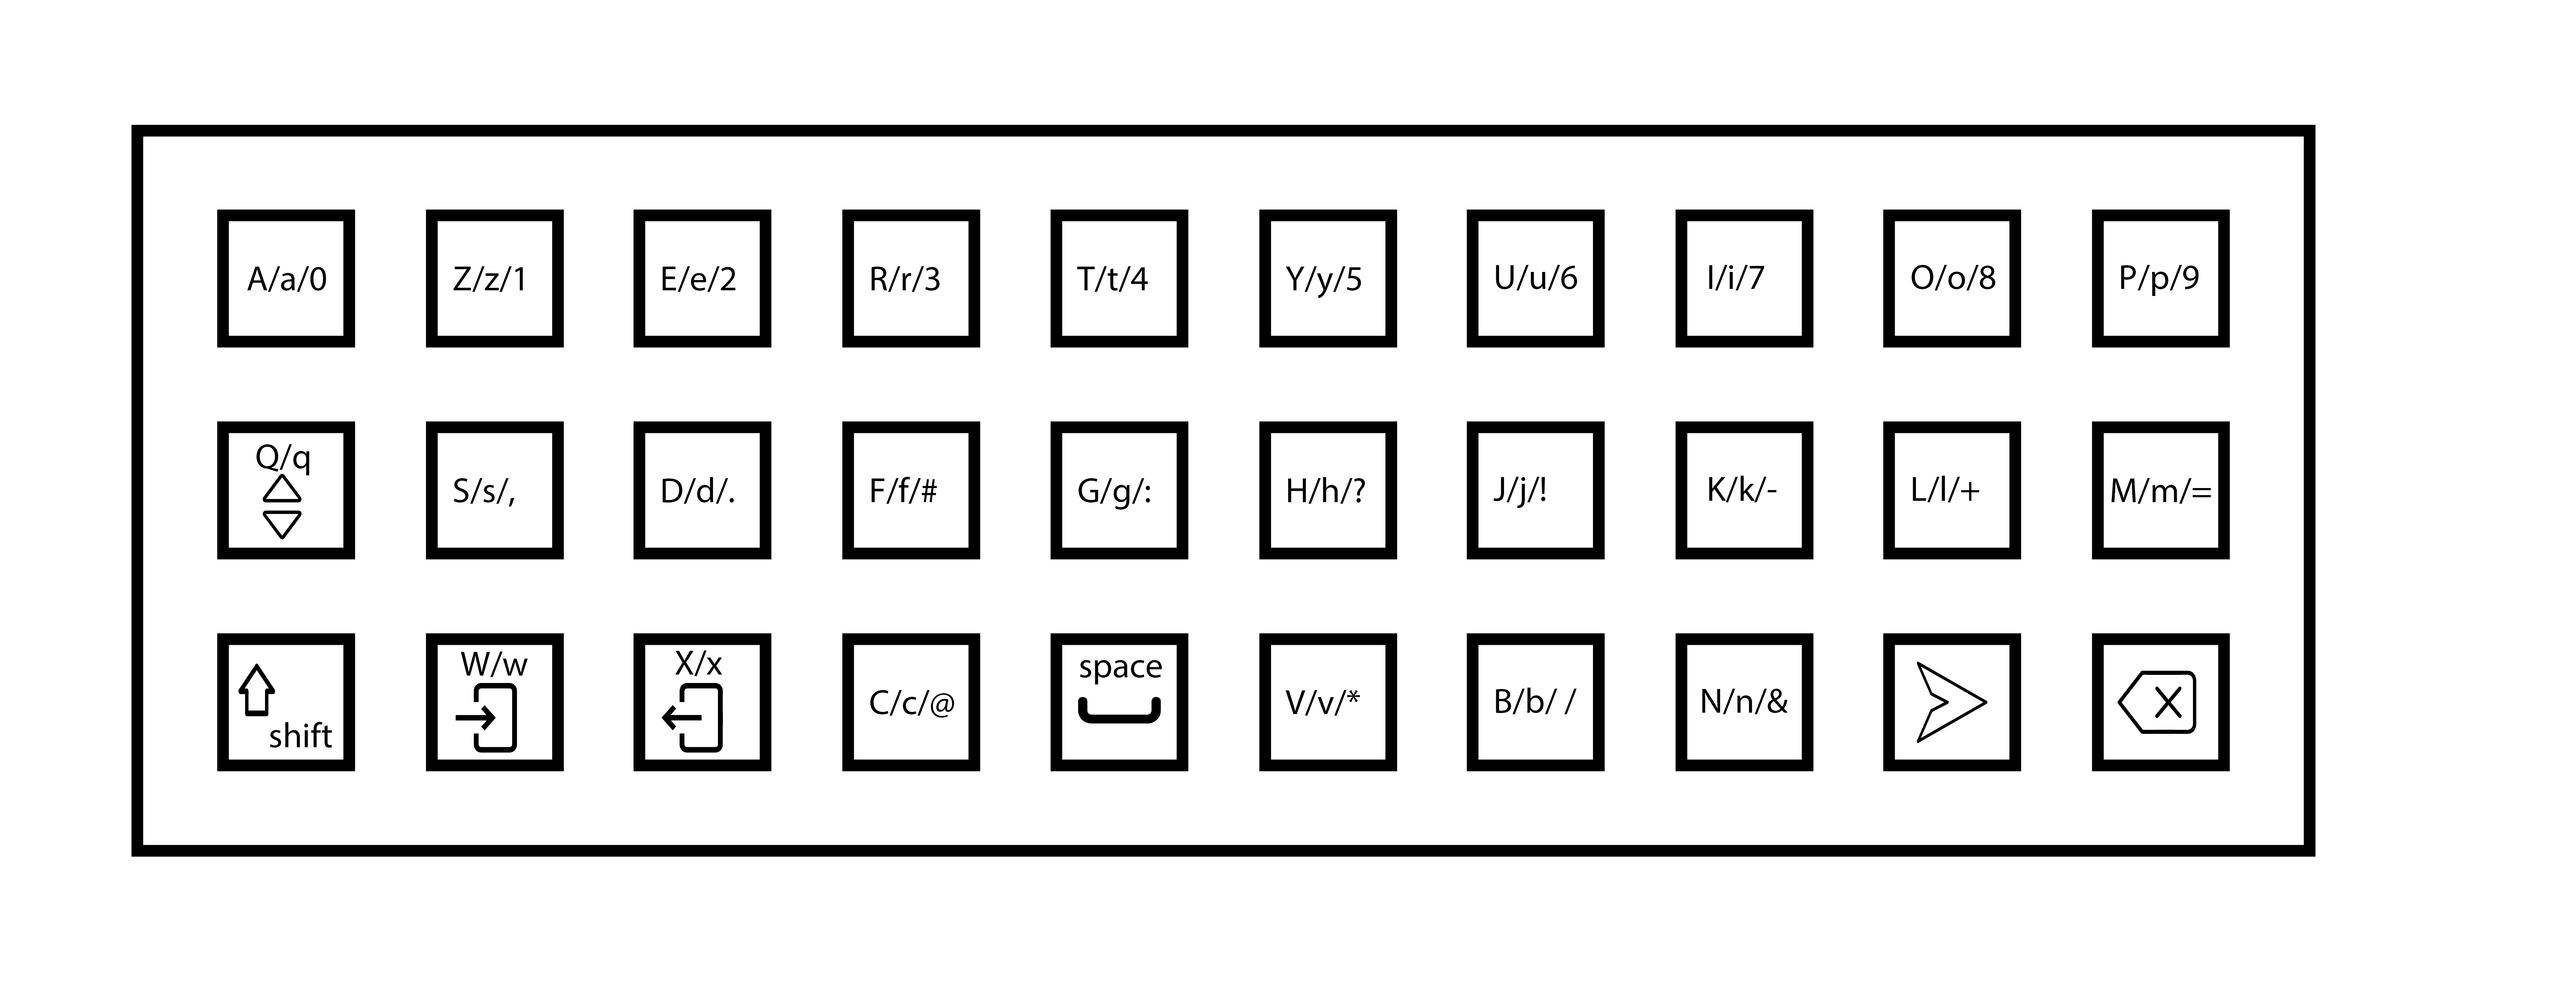 A/a/0 Z/z/1 E/e/2 R/r/3 T/t/4 Y/y/5 U/u/6 I/i/7 O/o/8 P/p/9
Q/q S/s/, D/d/. F/f/# G/g/: H/h/? J/j/! K/k/- L/l/+ M/m/=
shift W/w X/x C/c/@ space V/v/* B/b/ / N/n/& X